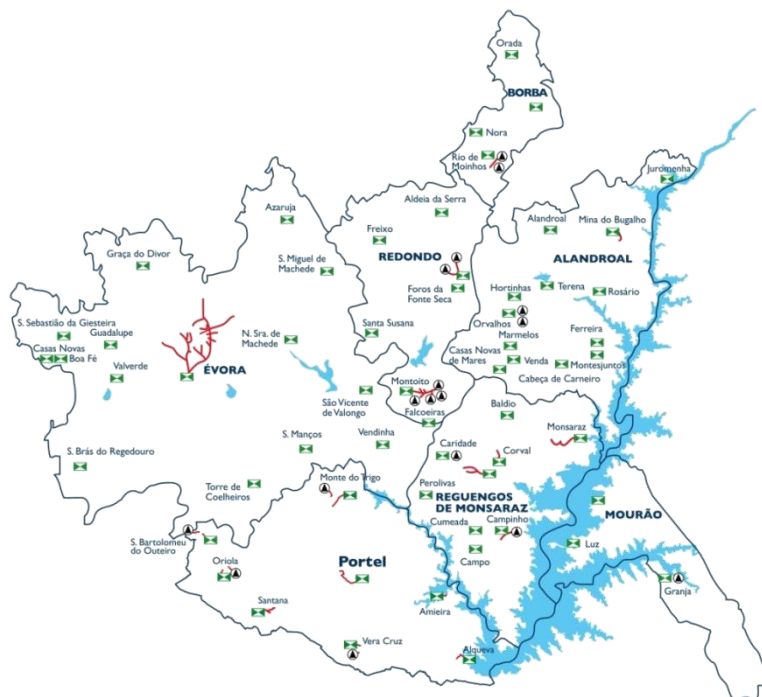 Orada
BORBA
Nora
Rio de
Moinhos
Juromenha
Aldeia da Serra
Azaruja
Alandroal
Mina do Bugalho
Freixo
Graça do Divor
S. Miguel de
Machede
REDONDO
ALANDROAL
Foros da
Fonte Seca
Hortinhas
Terena
Rosário
S. Sebastião da Giesteira
Guadalupe
Santa Susana
N. Sra. de
Machede
Orvalhos
Marmelos
Ferreira
Casas Novas
Boa Fé
Valverde
ÉVORA
Casas Novas
de Mares
Venda
Montesjuntos
Cabeça de Carneiro
Montoito
São Vicente
de Valongo
Falcoeiras
Baldio
Monsaraz
Vendinha
Caridade
Corval
S. Manços
S. Brás do Regedouro
Torre de
Coelheiros
Monte do Trigo
Perolivas
REGUENGOS
DE MONSARAZ
MOURÃO
Cumeada
Campinho
S. Bartolomeu
do Outeiro
Luz
Oriola
Portel
Campo
Granja
Santana
Amieira
Vera Cruz
Alqueva